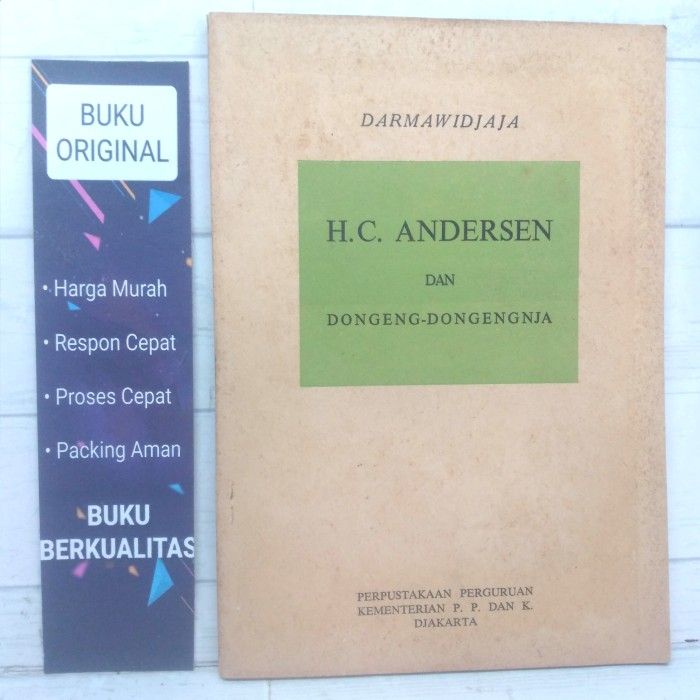 BUKU
ORIGINAL
• Harga Murah
• Respon Cepat
• Proses Cepat
• Packing Aman
BUKU
BERKUALITAS
DARMAWIDJAJA
H.C. ANDERSEN
DAN
DONGENG-DONGENGNJA
PERPUSTAKAAN PERGURUAN
KEMENTERIAN P. P. DAN K.
DJAKARTA